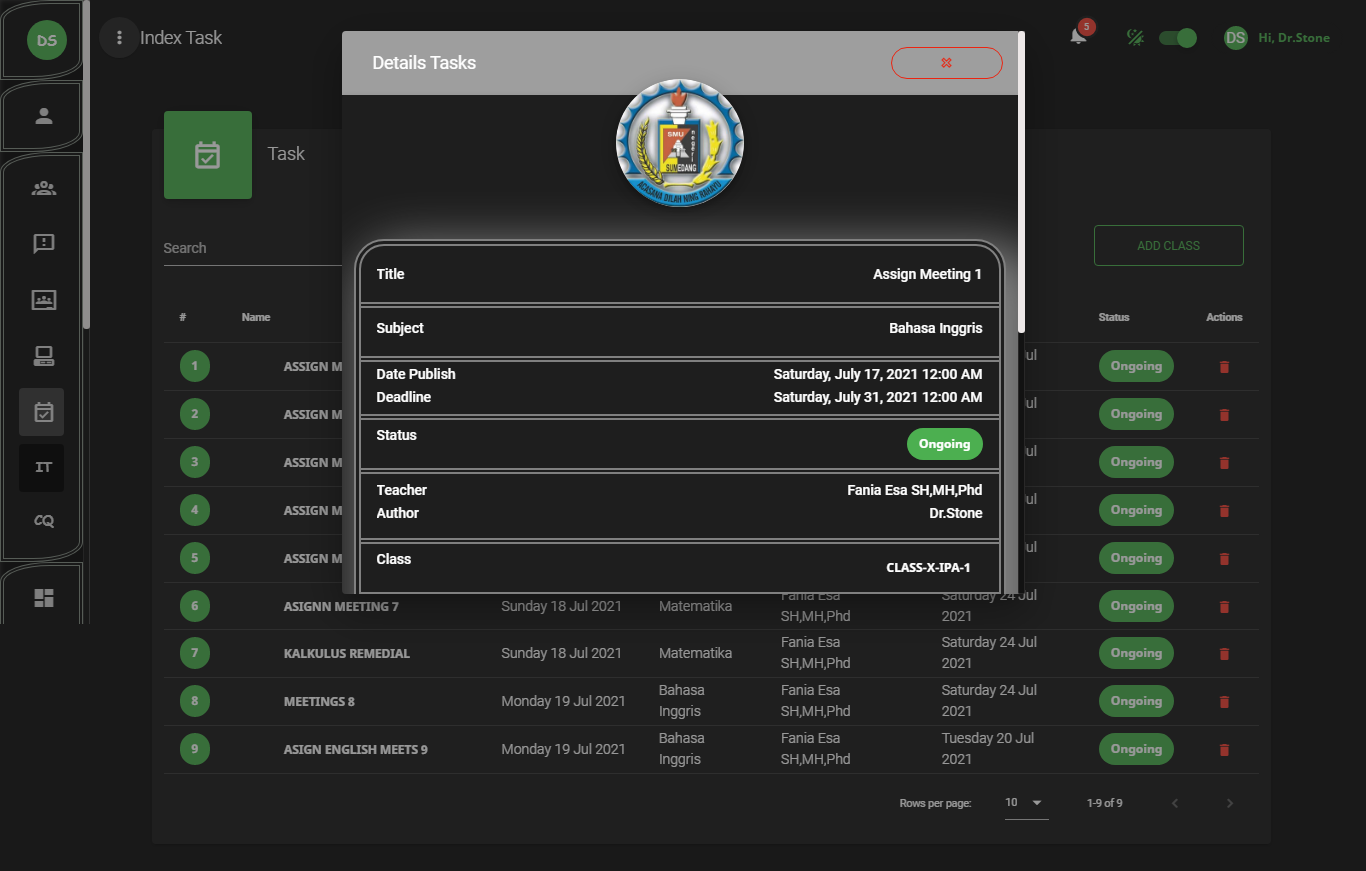 DS
Index Task
5
DS
Hi, Dr.Stone
Details Tasks
SMU
negeri
SUMEDANG
Task
Search
ADD CLASS
Title
Assign Meeting 1
Subject
Bahasa Inggris
Date Publish
Saturday, July 17, 2021 12:00 AM
Deadline
Saturday, July 31, 2021 12:00 AM
Status
Ongoing
Teacher
Fania Esa SH,MH,Phd
Author
Dr.Stone
Class
CLASS-X-IPA-1
IT
CQ
# Name Status Actions
1 ASSIGN M ul Ongoing
2 ASSIGN M ul Ongoing
3 ASSIGN M ul Ongoing
4 ASSIGN M ul Ongoing
5 ASSIGN M ul Ongoing
6 ASIGNN MEETING 7 Sunday 18 Jul 2021 Matematika Fania Esa SH,MH,Phd Saturday 24 Jul 2021 Ongoing
7 KALKULUS REMEDIAL Sunday 18 Jul 2021 Matematika Fania Esa SH,MH,Phd Saturday 24 Jul 2021 Ongoing
8 MEETINGS 8 Monday 19 Jul 2021 Bahasa Inggris Fania Esa SH,MH,Phd Saturday 24 Jul 2021 Ongoing
9 ASIGN ENGLISH MEETS 9 Monday 19 Jul 2021 Bahasa Inggris Fania Esa SH,MH,Phd Tuesday 20 Jul 2021 Ongoing
Rows per page: 10 1-9 of 9